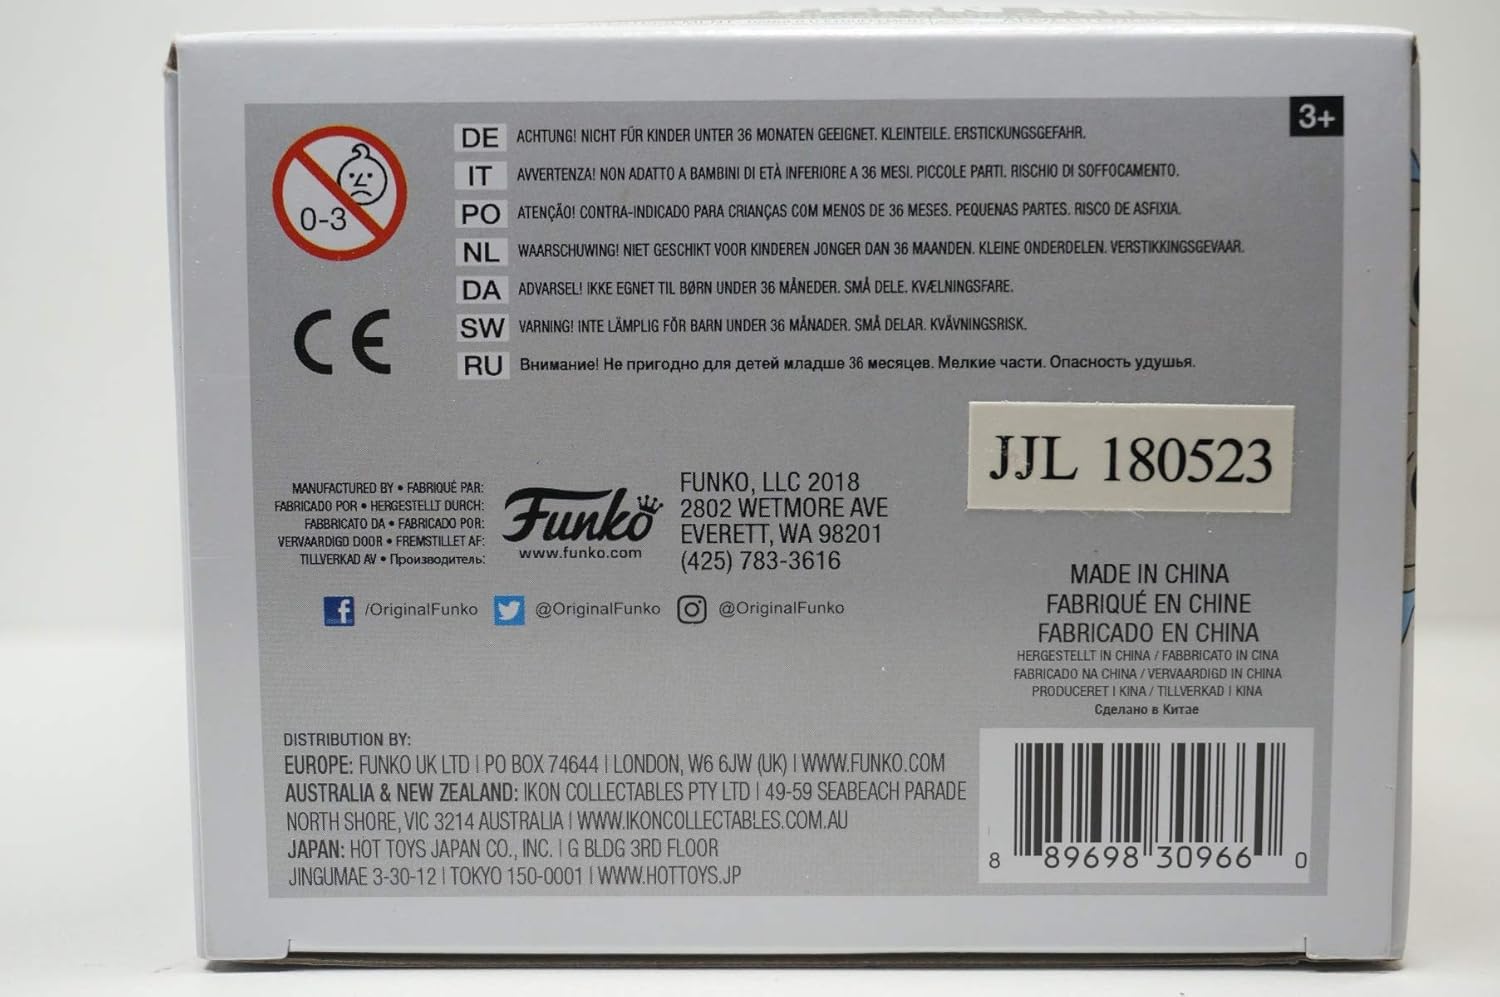 3+
0-3
DE ACHTUNG! NICHT FÜR KINDER UNTER 36 MONATEN GEEIGNET. KLEINTEILE. ERSTICKUNGSGEFAHR.
IT AVVERTENZA! NON ADATTO A BAMBINI DI ETÀ INFERIORE A 36 MESI. PICCOLE PARTI. RISCHIO DI SOFFOCAMENTO.
PO ATENÇÃO! CONTRA-INDICADO PARA CRIANÇAS COM MENOS DE 36 MESES. PEQUENAS PARTES. RISCO DE ASFIXIA.
NL WAARSCHUWING! NIET GESCHIKT VOOR KINDEREN JONGER DAN 36 MAANDEN. KLEINE ONDERDELEN. VERSTIKKINGSGEVAAR.
DA ADVARSEL! IKKE EGNET TIL BØRN UNDER 36 MÅNEDER. SMÅ DELE. KVÆLNINGSFARE.
SW VARNING! INTE LÄMPLIG FÖR BARN UNDER 36 MÅNADER. SMÅ DELAR. KVÄVNINGSRISK.
RU Внимание! Не пригодно для детей младше 36 месяцев. Мелкие части. Опасность удушья.
CE
JJL 180523
MANUFACTURED BY • FABRIQUÉ PAR:
FABRICADO POR • HERGESTELLT DURCH:
FABBRICATO DA • FABRICADO POR:
VERVAARDIGD DOOR • FREMSTILLET AF:
TILLVERKAD AV • Производитель:
Funko
www.funko.com
FUNKO, LLC 2018
2802 WETMORE AVE
EVERETT, WA 98201
(425) 783-3616
/OriginalFunko @OriginalFunko @OriginalFunko
MADE IN CHINA
FABRIQUÉ EN CHINE
FABRICADO EN CHINA
HERGESTELLT IN CHINA / FABBRICATO IN CINA
FABRICADO NA CHINA / VERVAARDIGD IN CHINA
PRODUCERET I KINA / TILLVERKAD I KINA
Сделано в Китае
DISTRIBUTION BY:
EUROPE: FUNKO UK LTD | PO BOX 74644 | LONDON, W6 6JW (UK) | WWW.FUNKO.COM
AUSTRALIA & NEW ZEALAND: IKON COLLECTABLES PTY LTD | 49-59 SEABEACH PARADE
NORTH SHORE, VIC 3214 AUSTRALIA | WWW.IKONCOLLECTABLES.COM.AU
JAPAN: HOT TOYS JAPAN CO., INC. | G BLDG 3RD FLOOR
JINGUMAE 3-30-12 | TOKYO 150-0001 | WWW.HOTTOYS.JP
8 89698 30966 0